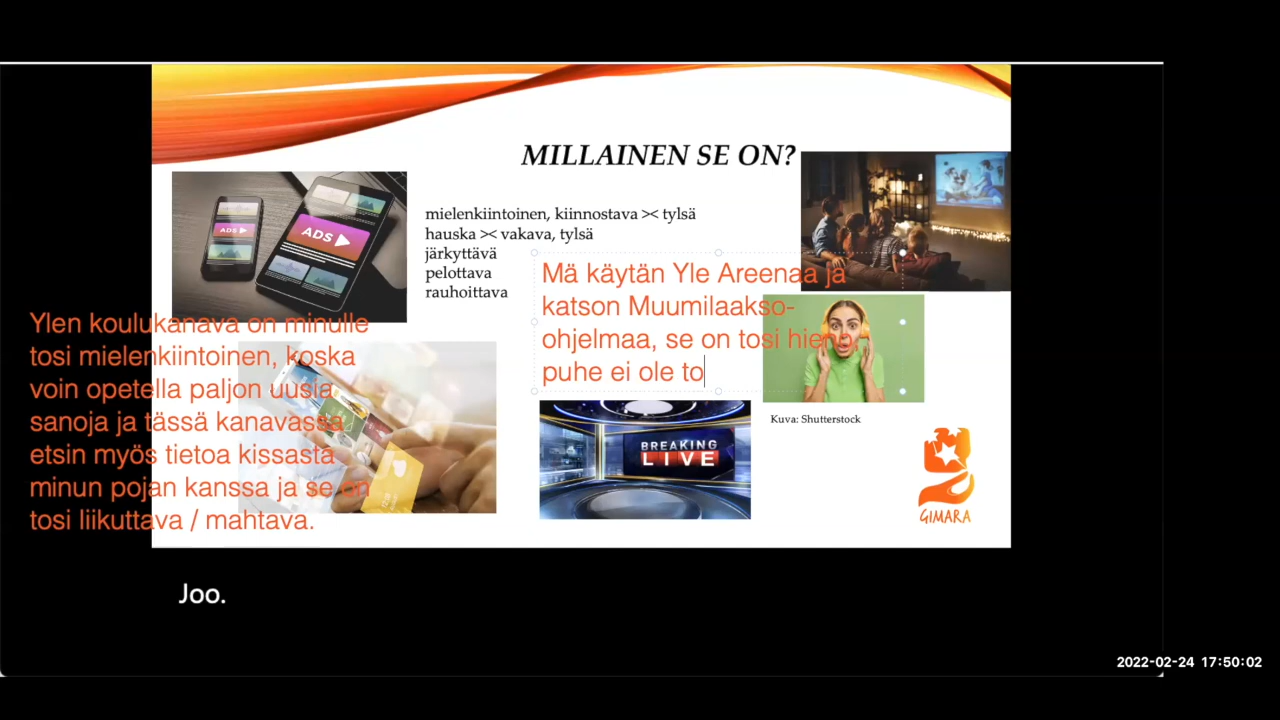 MILLAINEN SE ON?
mielenkiintoinen, kiinnostava >< tylsä
hauska >< vakava, tylsä
järkyttävä
pelottava
rauhoittava
ADS
ADS
Ylen koulukanava on minulle
tosi mielenkiintoinen, koska
voin opetella paljon uusia
sanoja ja tässä kanavassa
etsin myös tietoa kissasta
minun pojan kanssa ja se on
tosi liikuttava / mahtava.
Mä käytän Yle Areenaa ja
katson Muumilaakso-
ohjelmaa, se on tosi
puhe ei ole to
BREAKING
LIVE
Kuva: Shutterstock
GIMARA
Joo.
2022-02-24 17:50:02